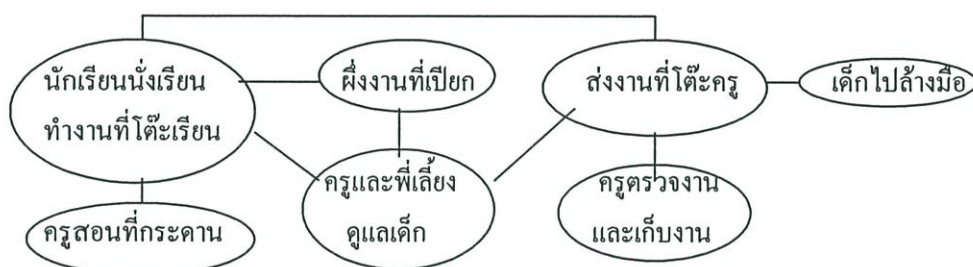 นักเรียนนั่งเรียน
ทำงานที่โต๊ะเรียน
ผึ่งงานที่เปียก
ส่งงานที่โต๊ะครู
เด็กไปล้างมือ
ครูสอนที่กระดาน
ครูและพี่เลี้ยง
ดูแลเด็ก
ครูตรวจงาน
และเก็บงาน